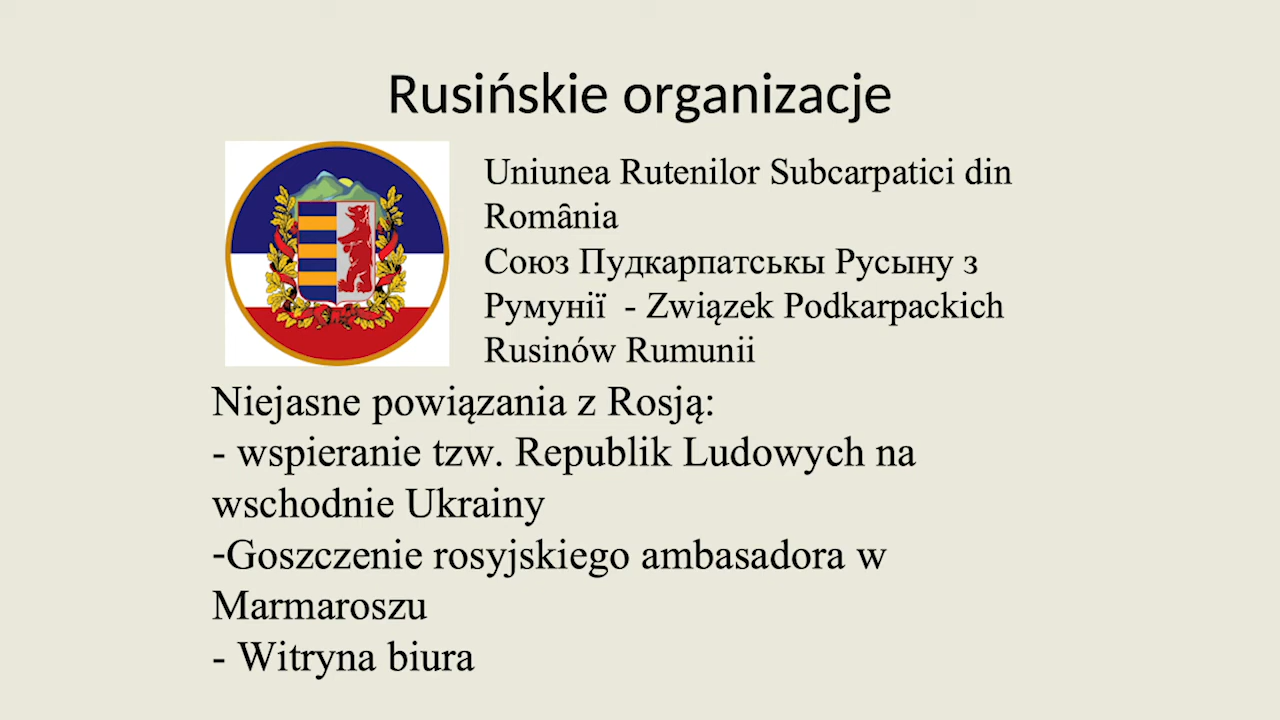 Rusińskie organizacje
Uniunea Rutenilor Subcarpatici din
România
Союз Пудкарпатськы Русыну з
Румунії - Związek Podkarpackich
Rusinów Rumunii
Niejasne powiązania z Rosją:
- wspieranie tzw. Republik Ludowych na
wschodnie Ukrainy
-Goszczenie rosyjskiego ambasadora w
Marmaroszu
- Witryna biura